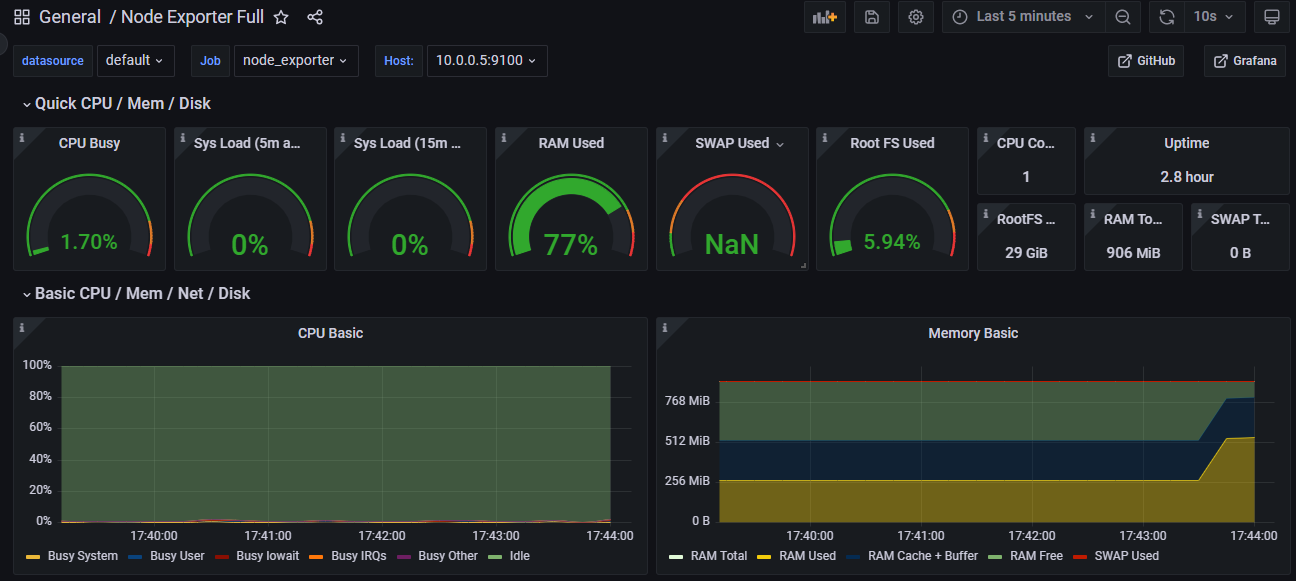 General / Node Exporter Full
Last 5 minutes
10s
datasource default Job node_exporter Host: 10.0.0.5:9100 GitHub Grafana
Quick CPU / Mem / Disk
CPU Busy
1.70%
Sys Load (5m a...
0%
Sys Load (15m ...
0%
RAM Used
77%
SWAP Used
NaN
Root FS Used
5.94%
CPU Co...
1
Uptime
2.8 hour
RootFS ...
29 GiB
RAM To...
906 MiB
SWAP T...
0 B
Basic CPU / Mem / Net / Disk
CPU Basic
100%
80%
60%
40%
20%
0%
17:40:00 17:41:00 17:42:00 17:43:00 17:44:00
Busy System Busy User Busy Iowait Busy IRQs Busy Other Idle
Memory Basic
768 MiB
512 MiB
256 MiB
0 B
17:40:00 17:41:00 17:42:00 17:43:00 17:44:00
RAM Total RAM Used RAM Cache + Buffer RAM Free SWAP Used